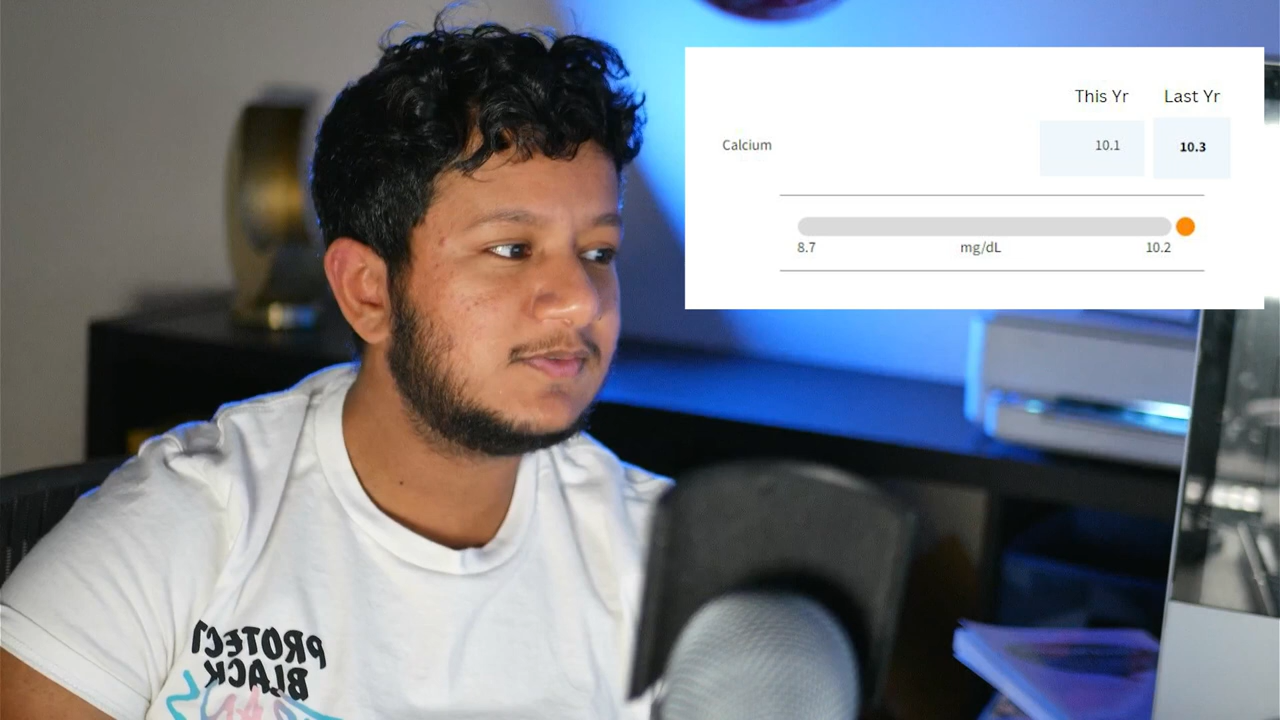 This Yr Last Yr
Calcium 10.1 10.3
8.7 mg/dL 10.2
PROTECT
BLACK